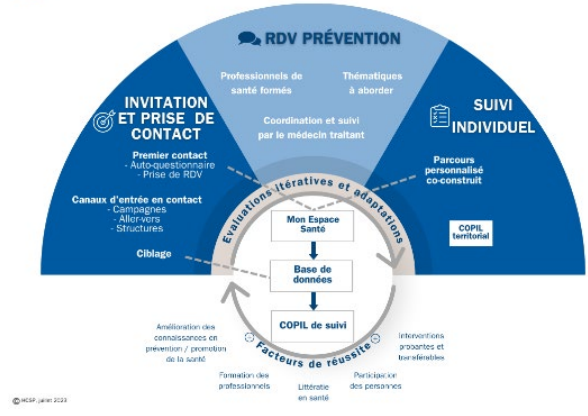 RDV PRÉVENTION
Professionnels de
santé formés
Thématiques
à aborder
Coordination et suivi
par le médecin traitant
INVITATION
ET PRISE DE
CONTACT
Premier contact
- Auto-questionnaire
- Prise de RDV
Canaux d'entrée en contact
- Campagnes
- Aller-vers
- Structures
Ciblage
SUIVI
INDIVIDUEL
Parcours
personnalisé
co-construit
COPIL
territorial
Evaluations itératives et adaptations
Mon Espace
Santé
Base de
données
COPIL de suivi
Facteurs de réussite
Amélioration des
connaissances en
prévention / promotion
de la santé
Formation des
professionnels
Littératie
en santé
Participation
des personnes
Interventions
probantes et
transférables
© HCSP, juillet 2023